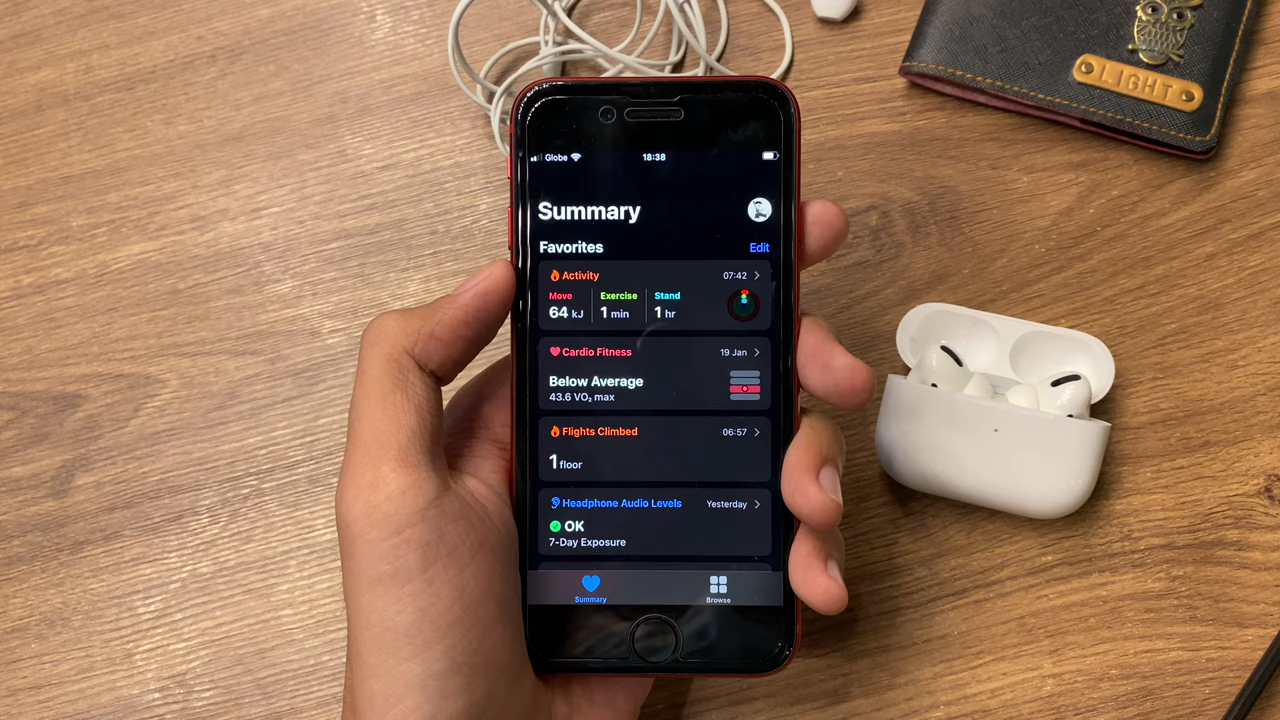 LIGHT
Globe 18:38
Summary
Favorites Edit
Activity 07:42
Move Exercise Stand
64 kJ 1 min 1 hr
Cardio Fitness 19 Jan
Below Average
43.6 VO₂ max
Flights Climbed 06:57
1 floor
Headphone Audio Levels Yesterday
OK
7-Day Exposure
Summary Browse